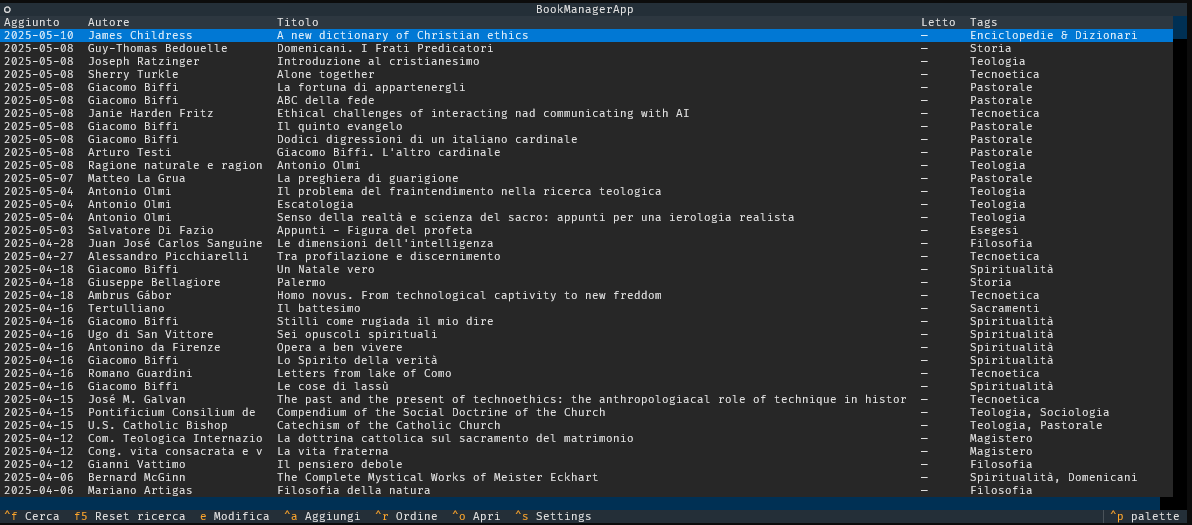 BookManagerApp
Aggiunto Autore Titolo Letto Tags
2025-05-10 James Childress A new dictionary of Christian ethics — Enciclopedie & Dizionari
2025-05-08 Guy-Thomas Bedouelle Domenicani. I Frati Predicatori — Storia
2025-05-08 Joseph Ratzinger Introduzione al cristianesimo — Teologia
2025-05-08 Sherry Turkle Alone together — Tecnoetica
2025-05-08 Giacomo Biffi La fortuna di appartenergli — Pastorale
2025-05-08 Giacomo Biffi ABC della fede — Pastorale
2025-05-08 Janie Harden Fritz Ethical challenges of interacting nad communicating with AI — Tecnoetica
2025-05-08 Giacomo Biffi Il quinto evangelo — Pastorale
2025-05-08 Giacomo Biffi Dodici digressioni di un italiano cardinale — Pastorale
2025-05-08 Arturo Testi Giacomo Biffi. L'altro cardinale — Pastorale
2025-05-08 Ragione naturale e ragion Antonio Olmi — Teologia
2025-05-07 Matteo La Grua La preghiera di guarigione — Pastorale
2025-05-04 Antonio Olmi Il problema del fraintendimento nella ricerca teologica — Teologia
2025-05-04 Antonio Olmi Escatologia — Teologia
2025-05-04 Antonio Olmi Senso della realtà e scienza del sacro: appunti per una ierologia realista — Teologia
2025-05-03 Salvatore Di Fazio Appunti - Figura del profeta — Esegesi
2025-04-28 Juan José Carlos Sanguine Le dimensioni dell'intelligenza — Filosofia
2025-04-27 Alessandro Picchiarelli Tra profilazione e discernimento — Tecnoetica
2025-04-18 Giacomo Biffi Un Natale vero — Spiritualità
2025-04-18 Giuseppe Bellagiore Palermo — Storia
2025-04-18 Ambrus Gábor Homo novus. From technological captivity to new freddom — Tecnoetica
2025-04-16 Tertulliano Il battesimo — Sacramenti
2025-04-16 Giacomo Biffi Stilli come rugiada il mio dire — Spiritualità
2025-04-16 Ugo di San Vittore Sei opuscoli spirituali — Spiritualità
2025-04-16 Antonino da Firenze Opera a ben vivere — Spiritualità
2025-04-16 Giacomo Biffi Lo Spirito della verità — Spiritualità
2025-04-16 Romano Guardini Letters from lake of Como — Tecnoetica
2025-04-16 Giacomo Biffi Le cose di lassù — Spiritualità
2025-04-15 José M. Galvan The past and the present of technoethics: the anthropologiacal role of technique in histor — Tecnoetica
2025-04-15 Pontificium Consilium de Compendium of the Social Doctrine of the Church — Teologia, Sociologia
2025-04-15 U.S. Catholic Bishop Catechism of the Catholic Church — Teologia, Pastorale
2025-04-12 Com. Teologica Internazio La dottrina cattolica sul sacramento del matrimonio — Magistero
2025-04-12 Cong. vita consacrata e v La vita fraterna — Magistero
2025-04-12 Gianni Vattimo Il pensiero debole — Filosofia
2025-04-06 Bernard McGinn The Complete Mystical Works of Meister Eckhart — Spiritualità, Domenicani
2025-04-06 Mariano Artigas Filosofia della natura — Filosofia
^f Cerca f5 Reset ricerca e Modifica ^a Aggiungi ^r Ordine ^o Apri ^s Settings ^p palette